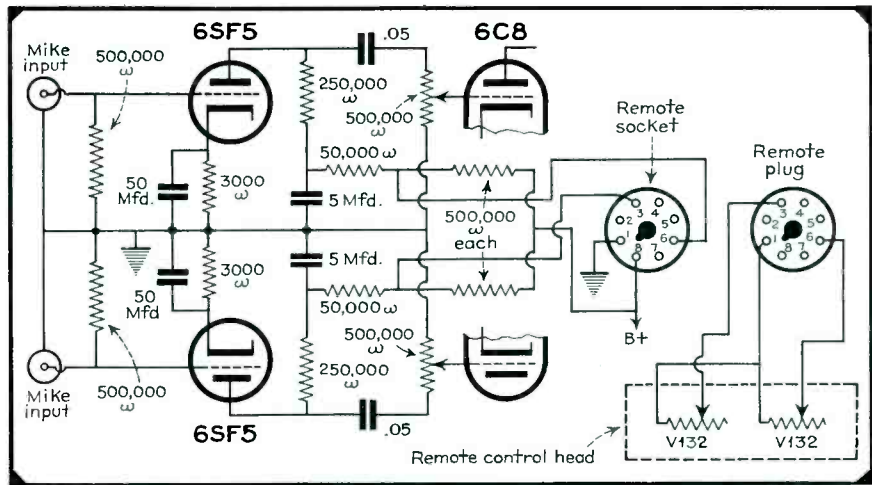 6SF5
.05
6C8
Mike
input
500,000
ω
250,000
ω
500,000
ω
Remote
socket
Remote
plug
50
Mfd.
3000
ω
50,000 ω
5 Mfd.
500,000
ω
each
3 4
2 5
1 6
8 7
3 4
2 5
1 6
8 7
50
Mfd
3000
ω
5 Mfd.
50,000
ω
B+
Mike
input
500,000
ω
250,000
ω
500,000
ω
6SF5
.05
V132
V132
Remote control head